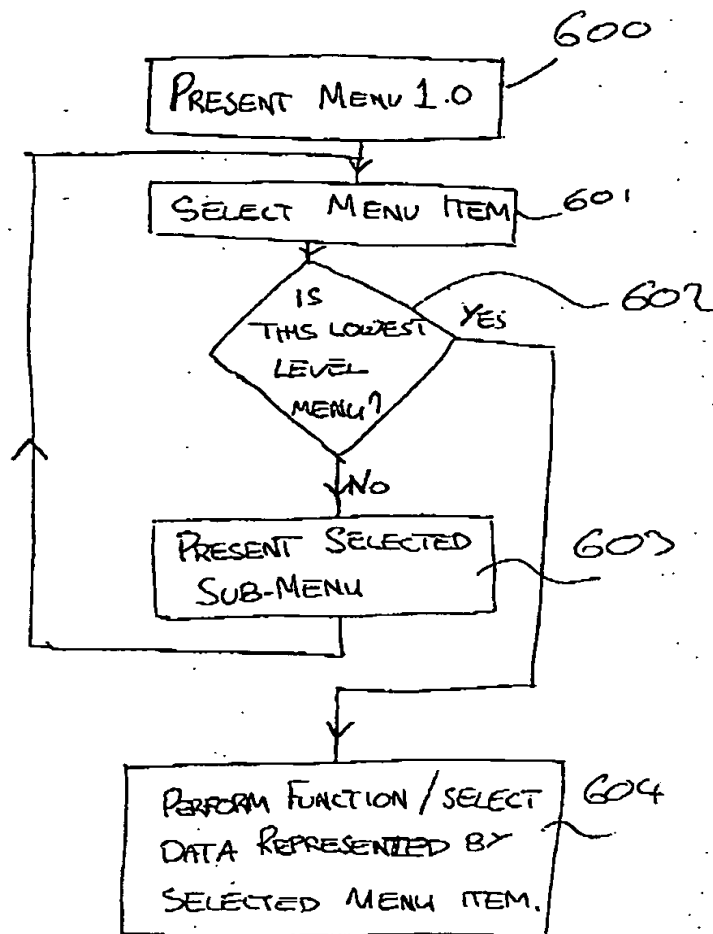 600
PRESENT MENU 1.0
SELECT MENU ITEM
601
602
IS
THIS LOWEST
LEVEL
MENU?
YES
NO
PRESENT SELECTED
SUB-MENU
603
PERFORM FUNCTION / SELECT
DATA REPRESENTED BY
SELECTED MENU ITEM.
604